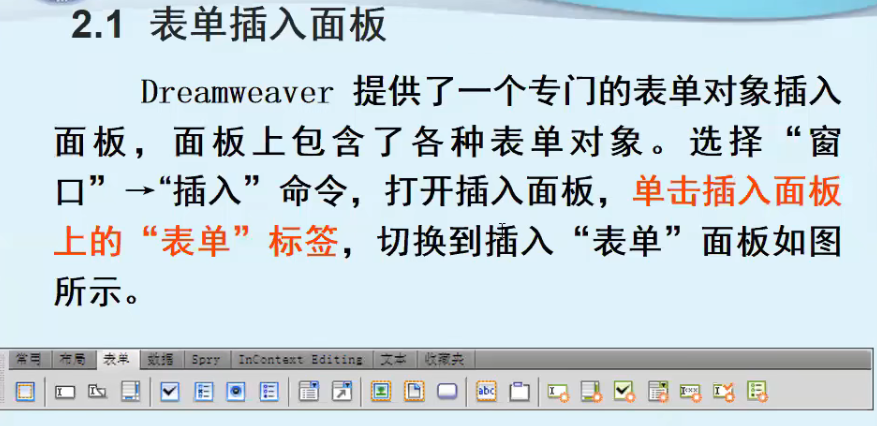 2.1 表单插入面板
Dreamweaver 提供了一个专门的表单对象插入
面板，面板上包含了各种表单对象。选择“窗
口”→“插入”命令，打开插入面板，单击插入面板
上的“表单”标签，切换到插入“表单”面板如图
所示。
常用 布局 表单 数据 Spry InContext Editing 文本 收藏夹
abc